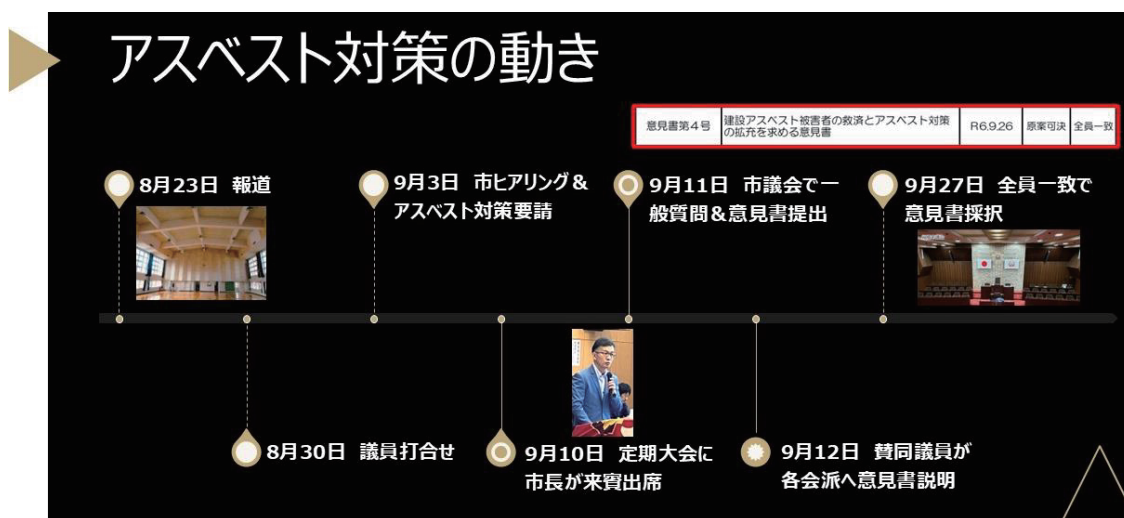 アスベスト対策の動き
意見書第4号 建設アスベスト被害者の救済とアスベスト対策 R6.9.26 原案可決 全員一致
の拡充を求める意見書
8月23日 報道
9月3日 市ヒアリング&
アスベスト対策要請
9月11日 市議会で一
般質問&意見書提出
9月27日 全員一致で
意見書採択
8月30日 議員打合せ
9月10日 定期大会に
市長が来賓出席
9月12日 賛同議員が
各会派へ意見書説明